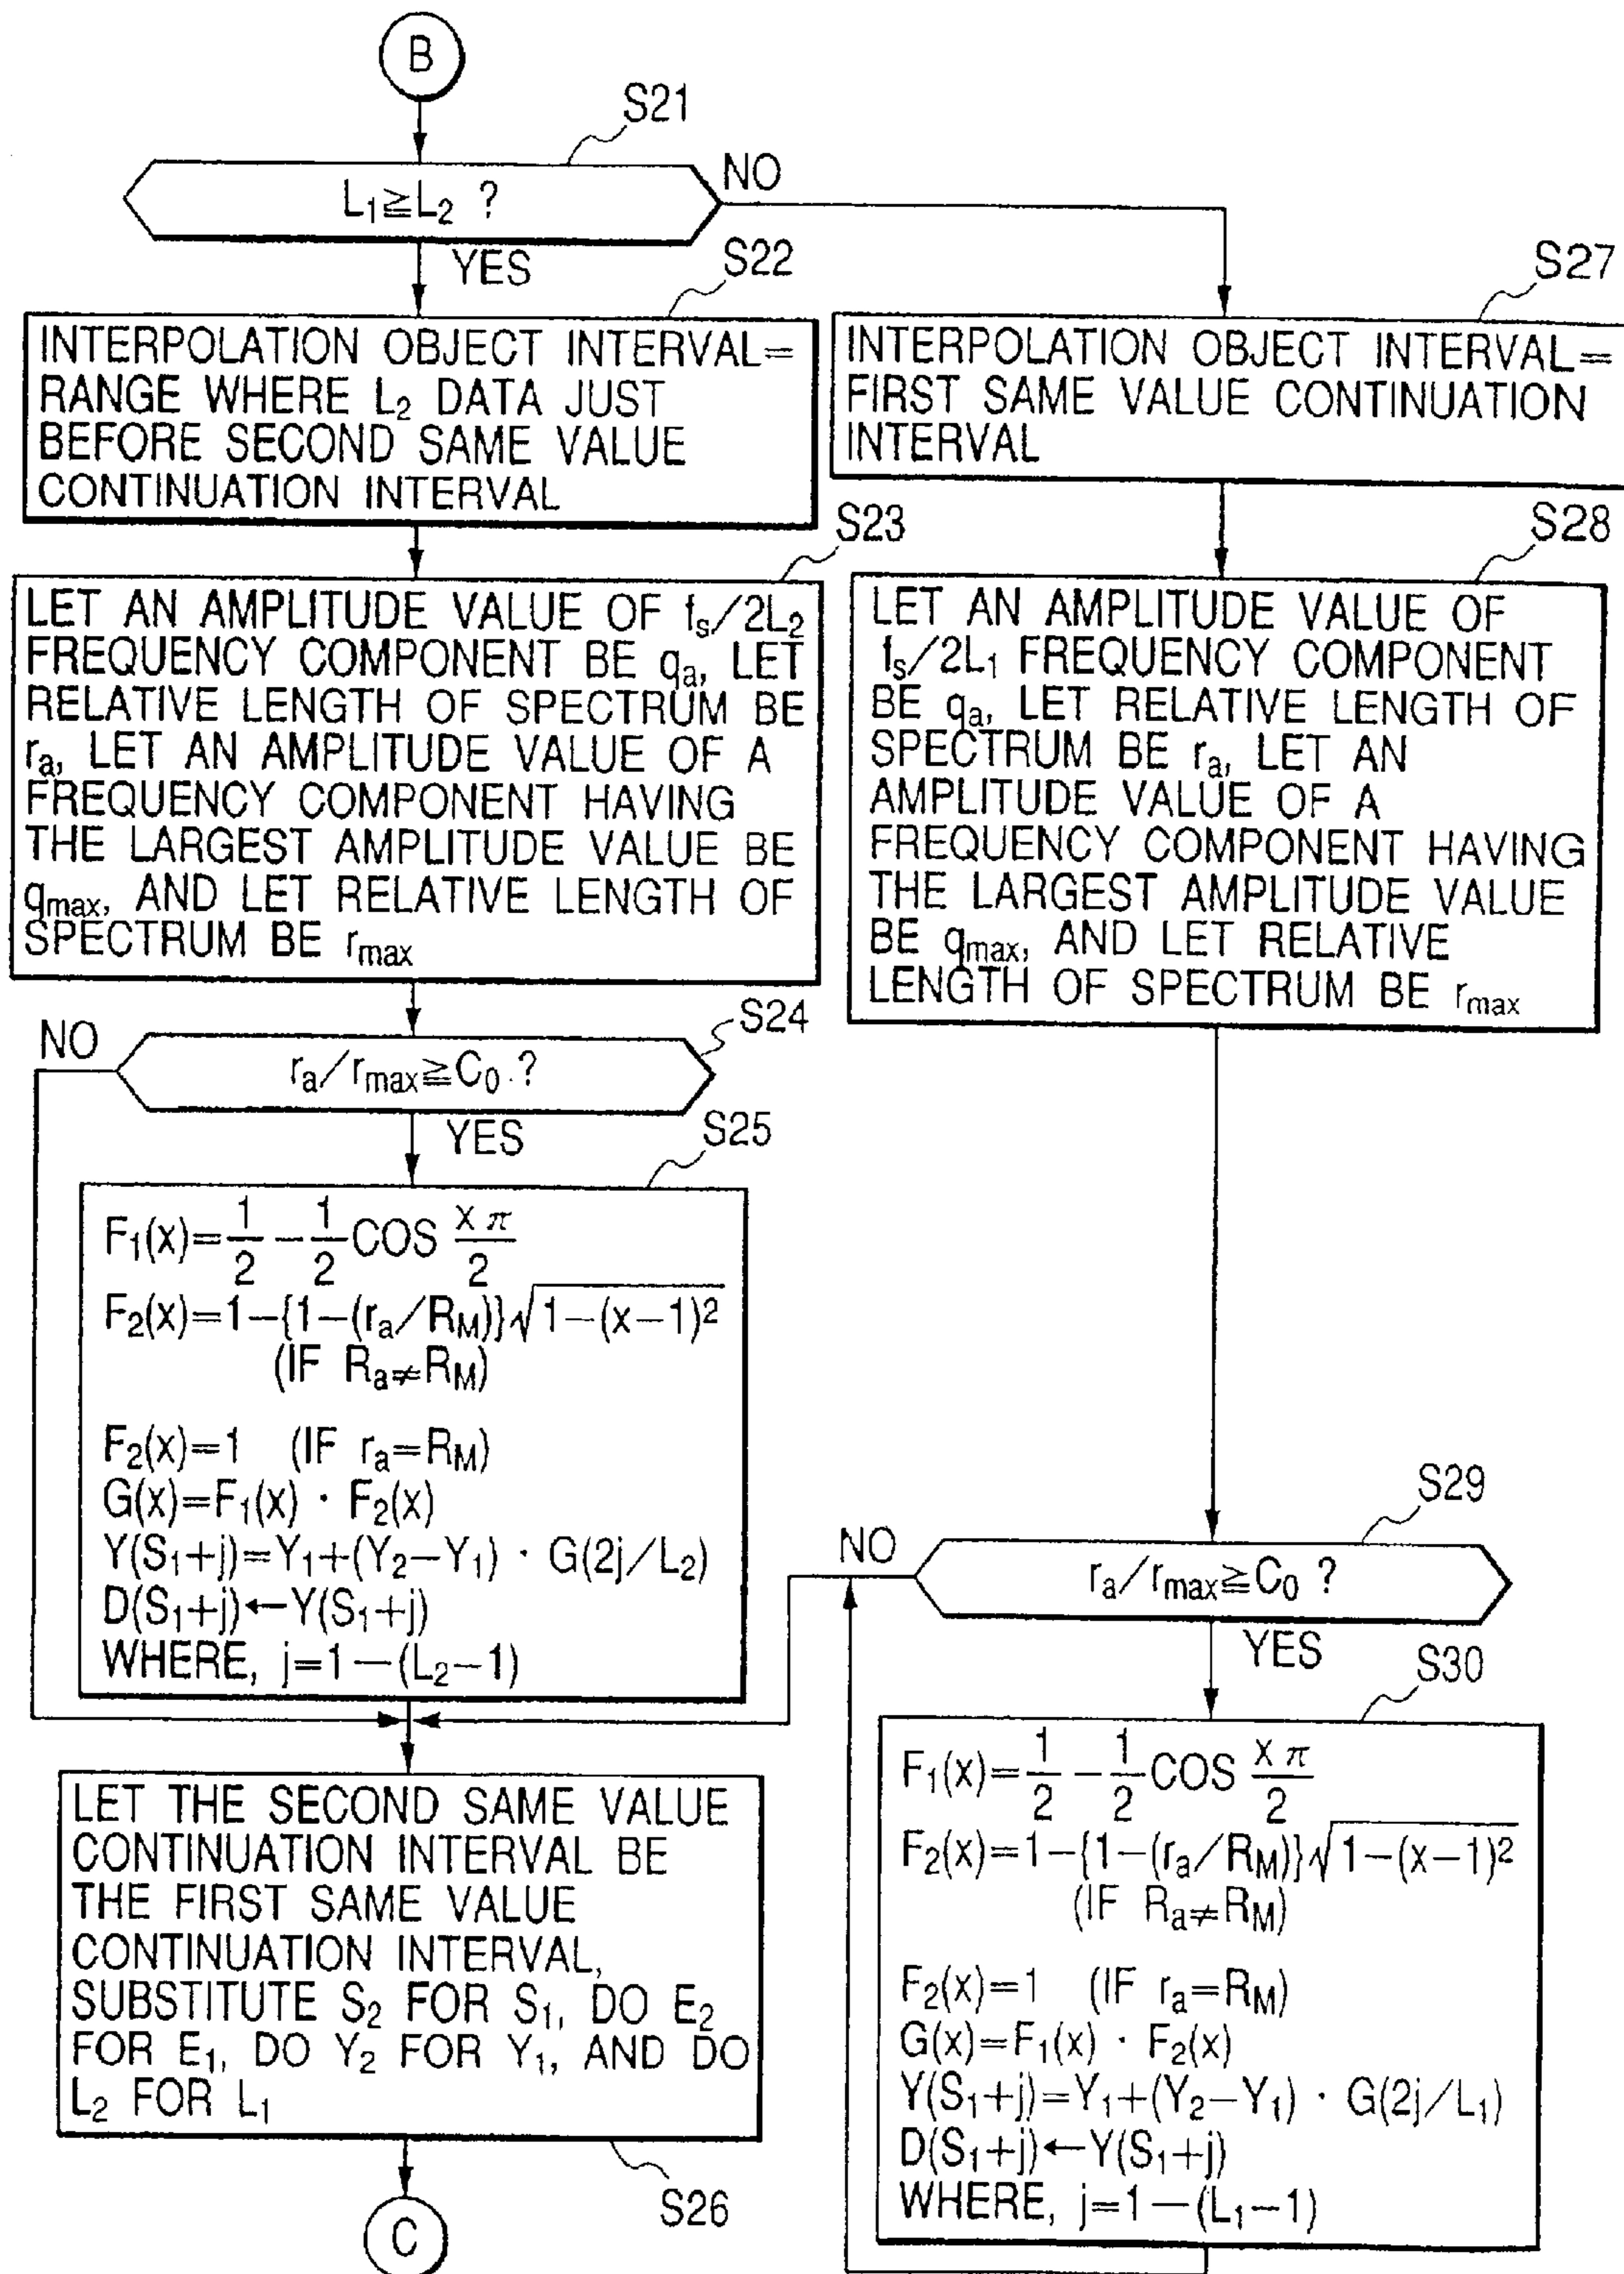 B
S21
L₁≧L₂ ?
NO
YES
S22
INTERPOLATION OBJECT INTERVAL=
RANGE WHERE L₂ DATA JUST
BEFORE SECOND SAME VALUE
CONTINUATION INTERVAL
S23
LET AN AMPLITUDE VALUE OF fₛ/2L₂
FREQUENCY COMPONENT BE qₐ, LET
RELATIVE LENGTH OF SPECTRUM BE
rₐ, LET AN AMPLITUDE VALUE OF A
FREQUENCY COMPONENT HAVING
THE LARGEST AMPLITUDE VALUE BE
qmax, AND LET RELATIVE LENGTH OF
SPECTRUM BE rmax
S24
NO
rₐ/rmax≧C₀ ?
YES
S25
F₁(x)=1/2−1/2 COS xπ/2
F₂(x)=1−{1−(rₐ/R_M)}√1−(x−1)²
(IF Rₐ≠R_M)
F₂(x)=1 (IF rₐ=R_M)
G(x)=F₁(x) · F₂(x)
Y(S₁+j)=Y₁+(Y₂−Y₁) · G(2j/L₂)
D(S₁+j)←Y(S₁+j)
WHERE, j=1−(L₂−1)
LET THE SECOND SAME VALUE
CONTINUATION INTERVAL BE
THE FIRST SAME VALUE
CONTINUATION INTERVAL,
SUBSTITUTE S₂ FOR S₁, DO E₂
FOR E₁, DO Y₂ FOR Y₁, AND DO
L₂ FOR L₁
S26
C
S27
INTERPOLATION OBJECT INTERVAL=
FIRST SAME VALUE CONTINUATION
INTERVAL
S28
LET AN AMPLITUDE VALUE OF
fₛ/2L₁ FREQUENCY COMPONENT
BE qₐ, LET RELATIVE LENGTH OF
SPECTRUM BE rₐ, LET AN
AMPLITUDE VALUE OF A
FREQUENCY COMPONENT HAVING
THE LARGEST AMPLITUDE VALUE
BE qmax, AND LET RELATIVE
LENGTH OF SPECTRUM BE rmax
S29
NO
rₐ/rmax≧C₀ ?
YES
S30
F₁(x)=1/2−1/2 COS xπ/2
F₂(x)=1−{1−(rₐ/R_M)}√1−(x−1)²
(IF Rₐ≠R_M)
F₂(x)=1 (IF rₐ=R_M)
G(x)=F₁(x) · F₂(x)
Y(S₁+j)=Y₁+(Y₂−Y₁) · G(2j/L₁)
D(S₁+j)←Y(S₁+j)
WHERE, j=1−(L₁−1)